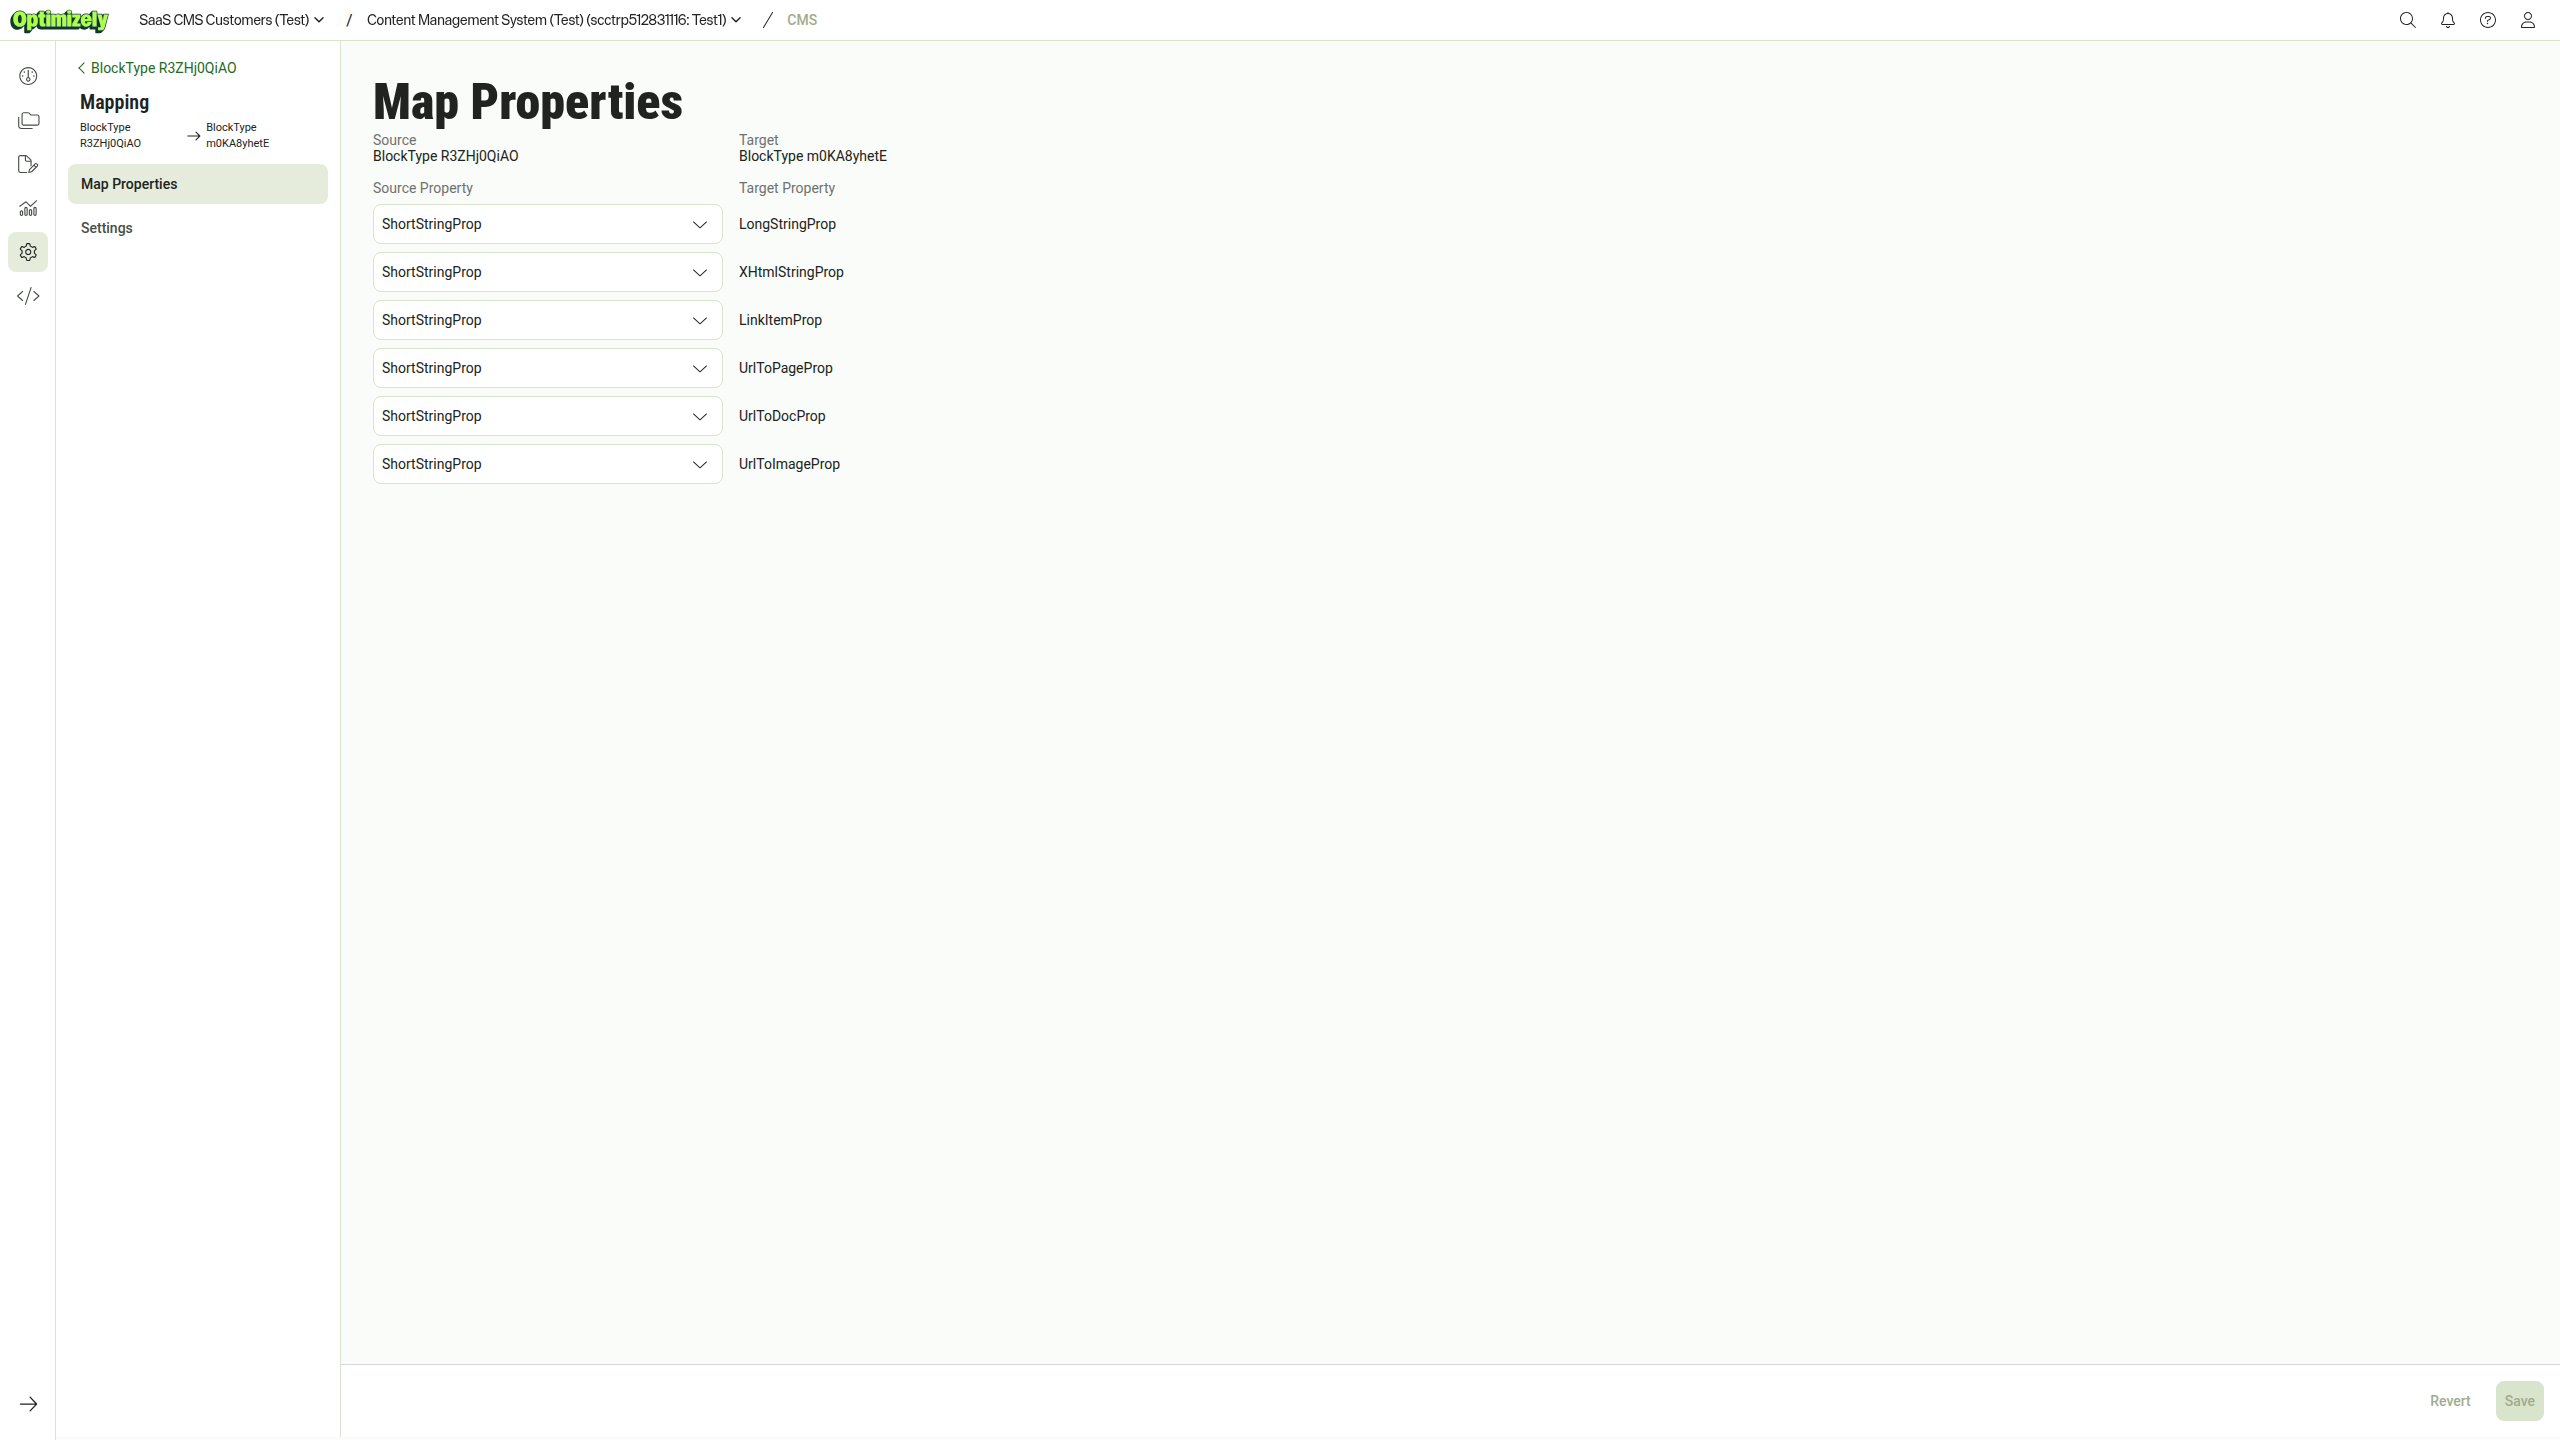 Optimizely
SaaS CMS Customers (Test) / Content Management System (Test) (scctrp512831116: Test1) / CMS
BlockType R3ZHj0QiAO
Mapping
BlockType R3ZHj0QiAO
BlockType m0KA8yhetE
Map Properties
Settings
Map Properties
Source
BlockType R3ZHj0QiAO
Target
BlockType m0KA8yhetE
Source Property Target Property
ShortStringProp LongStringProp
ShortStringProp XHtmlStringProp
ShortStringProp LinkItemProp
ShortStringProp UrlToPageProp
ShortStringProp UrlToDocProp
ShortStringProp UrlToImageProp
Revert Save